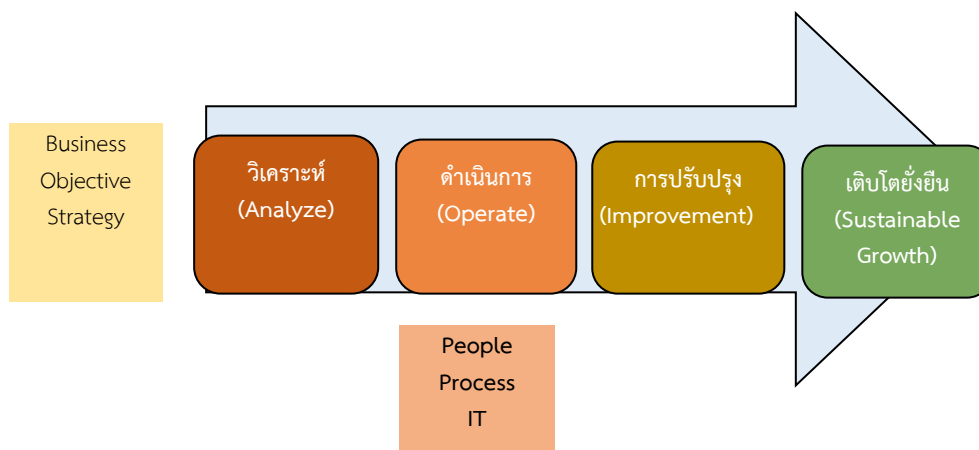 Business
Objective
Strategy
วิเคราะห์
(Analyze)
ดำเนินการ
(Operate)
การปรับปรุง
(Improvement)
เติบโตยั่งยืน
(Sustainable
Growth)
People
Process
IT